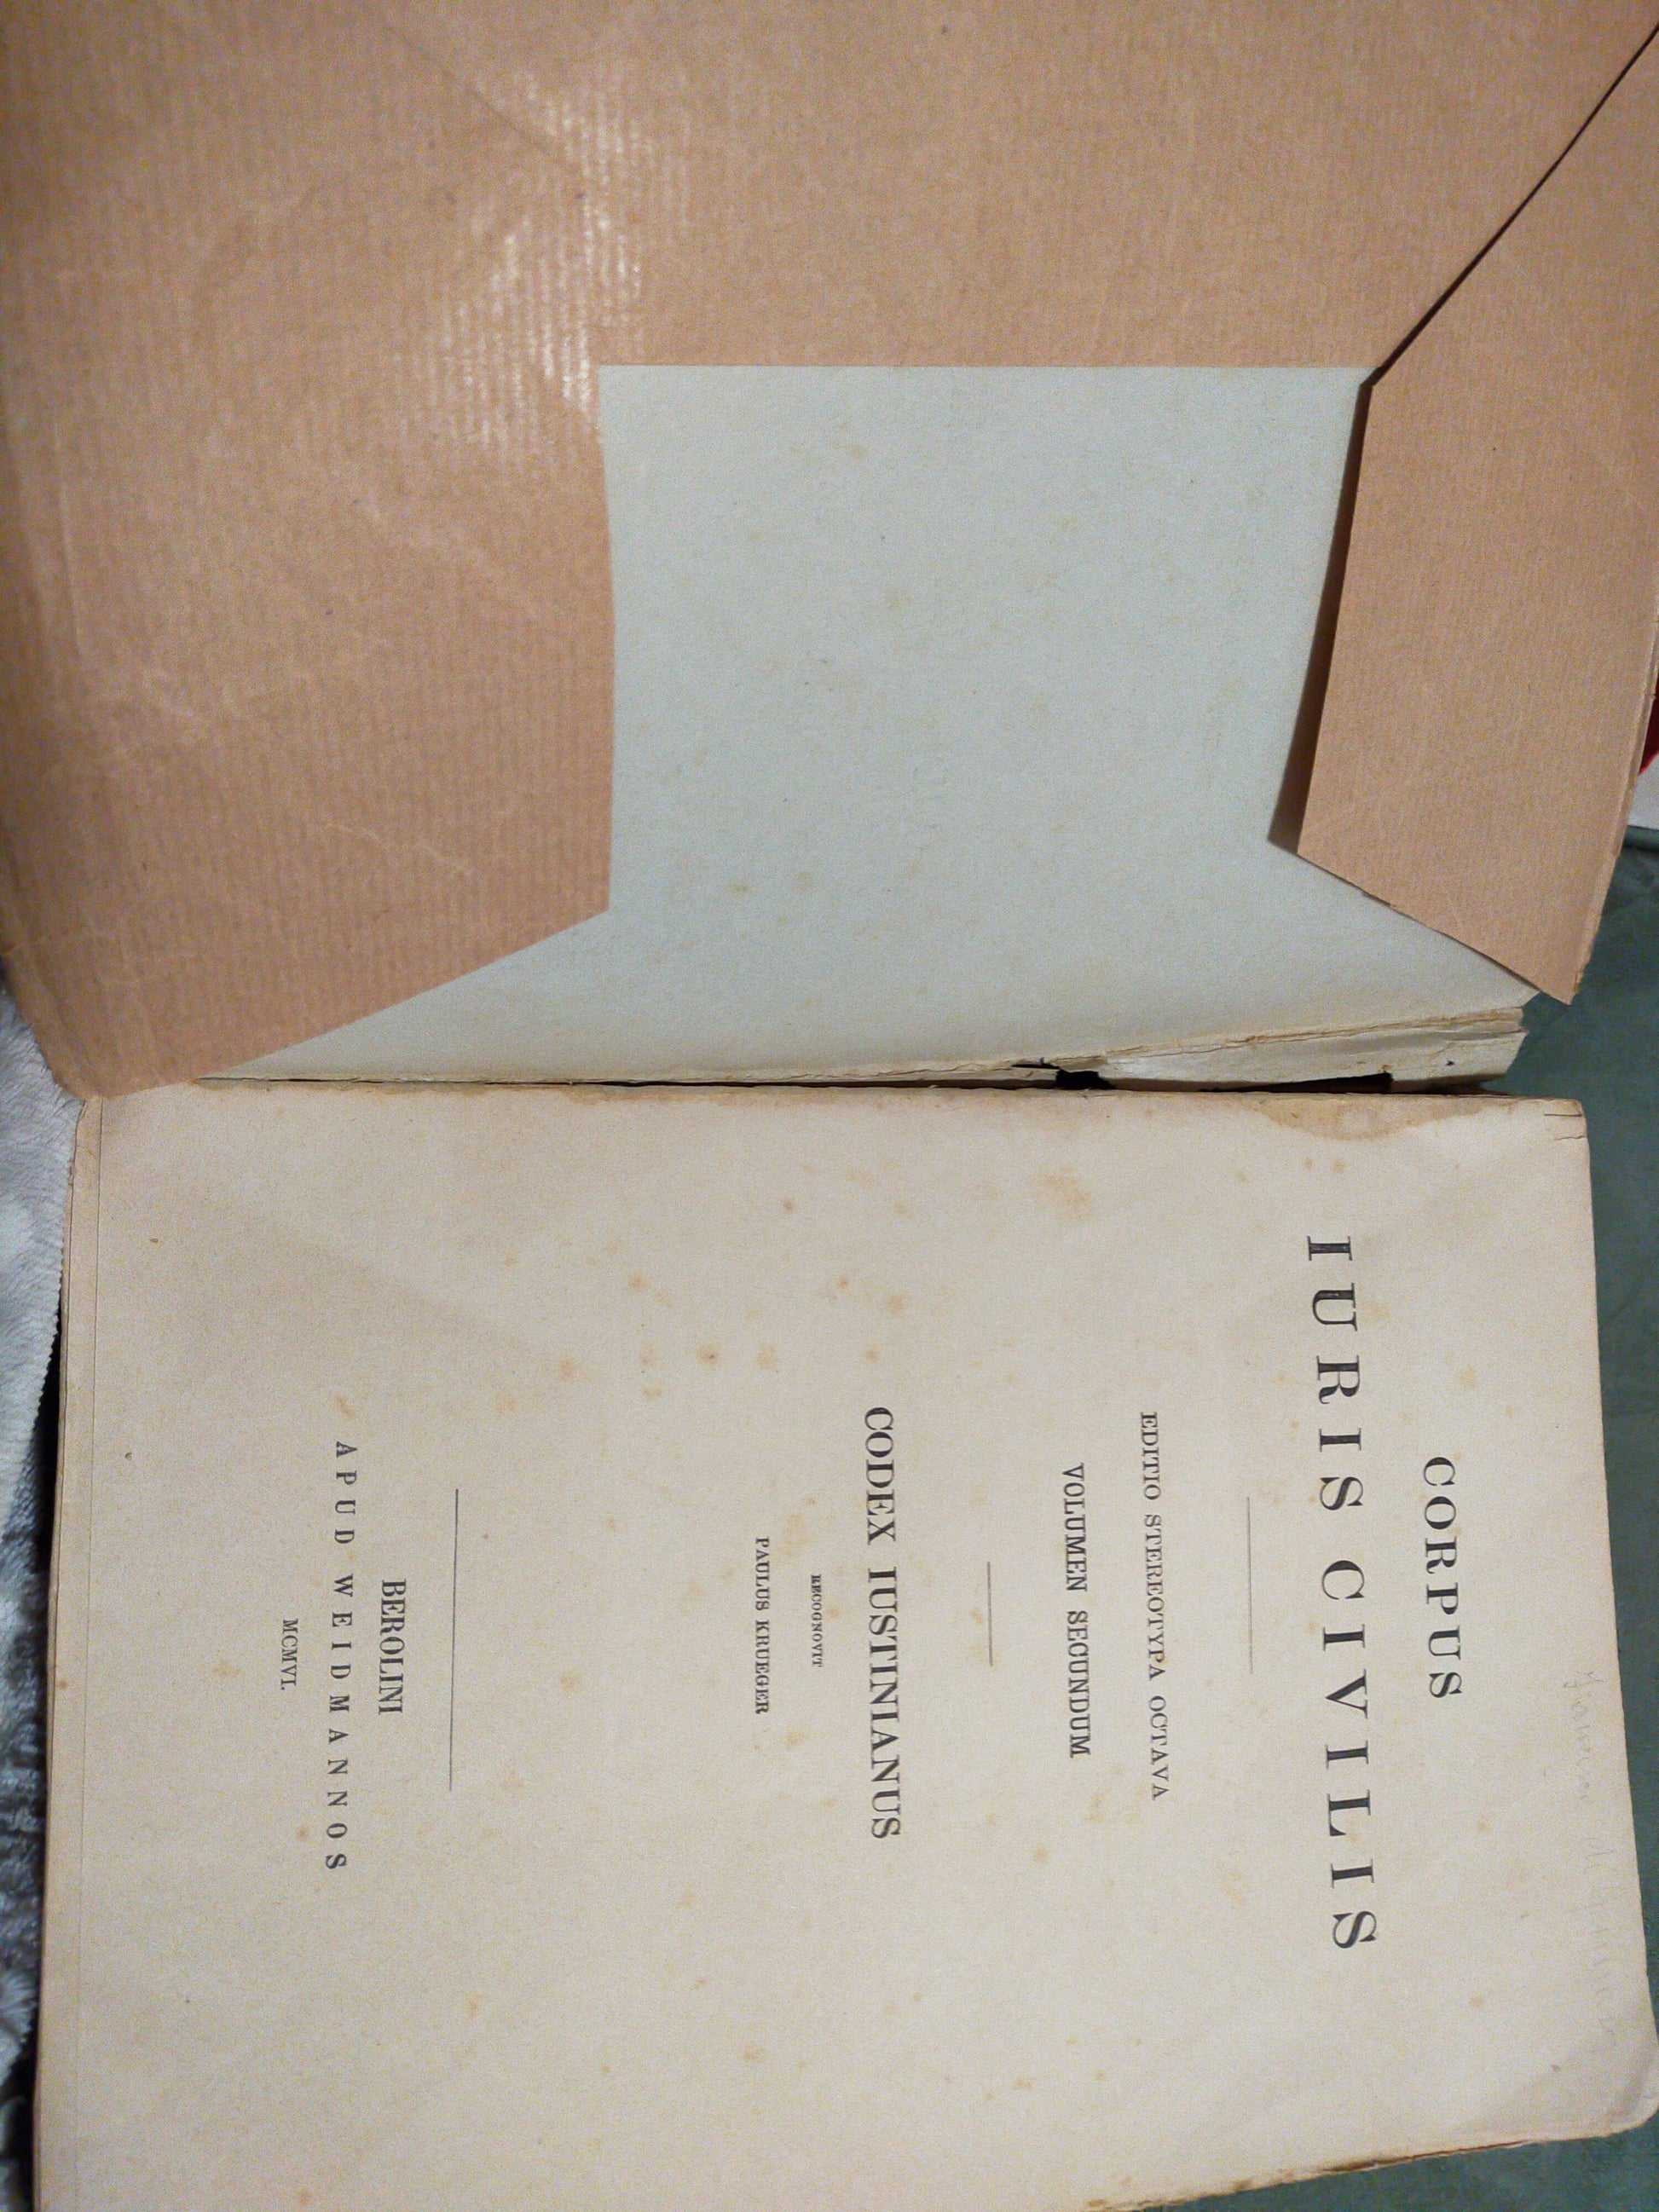 CORPUS
IURIS CIVILIS
EDITIO STEREOTYPA OCTAVA
VOLUMEN SECUNDUM
CODEX IUSTINIANUS
RECOGNOVIT
PAULUS KRUEGER
BEROLINI
APUD WEIDMANNOS
MCMVI.